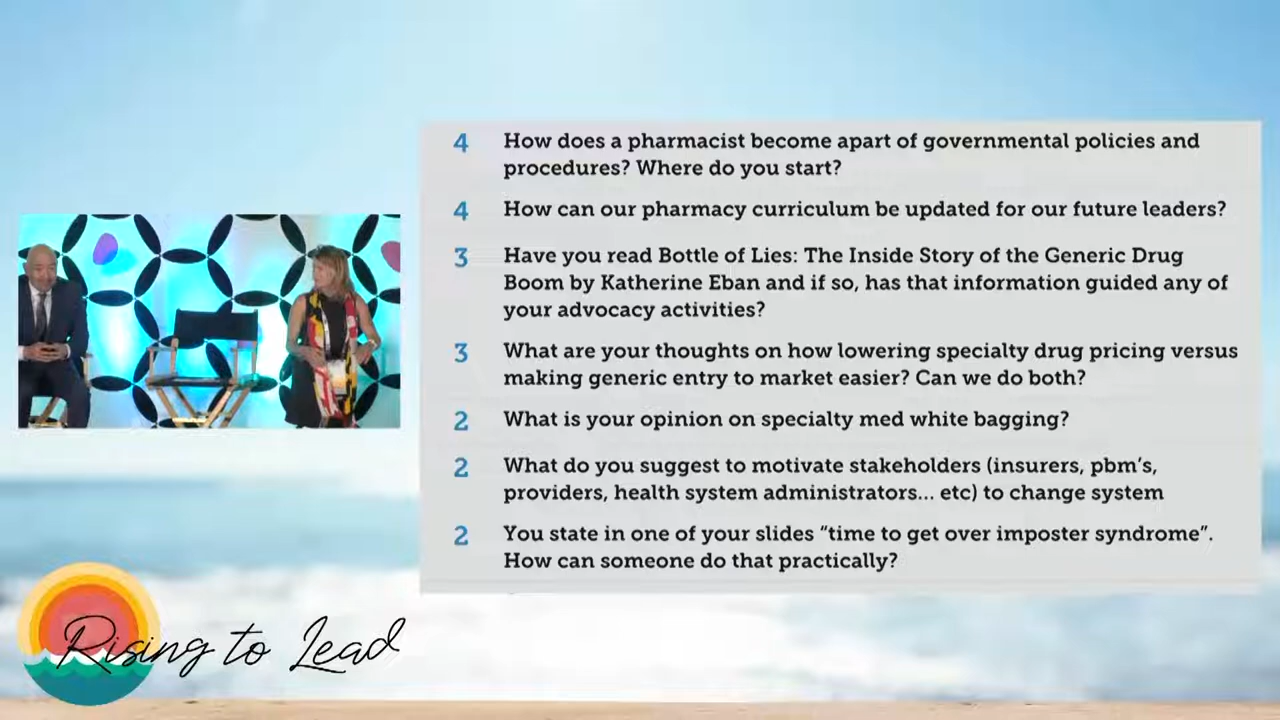 4 How does a pharmacist become apart of governmental policies and
procedures? Where do you start?
4 How can our pharmacy curriculum be updated for our future leaders?
3 Have you read Bottle of Lies: The Inside Story of the Generic Drug
Boom by Katherine Eban and if so, has that information guided any of
your advocacy activities?
3 What are your thoughts on how lowering specialty drug pricing versus
making generic entry to market easier? Can we do both?
2 What is your opinion on specialty med white bagging?
2 What do you suggest to motivate stakeholders (insurers, pbm’s,
providers, health system administrators... etc) to change system
2 You state in one of your slides “time to get over imposter syndrome”.
How can someone do that practically?
Rising to Lead